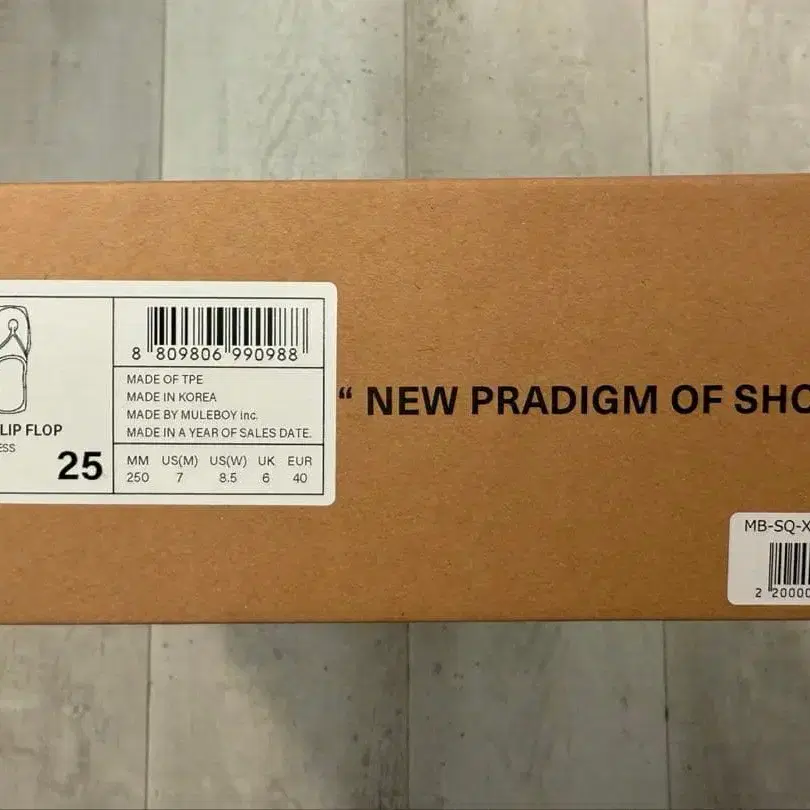 8 809806 990988
MADE OF TPE
MADE IN KOREA
MADE BY MULEBOY inc.
MADE IN A YEAR OF SALES DATE.
LIP FLOP
ESS
25
MM US(M) US(W) UK EUR
250 7 8.5 6 40
“ NEW PRADIGM OF SHO
MB-SQ-X
2 20000